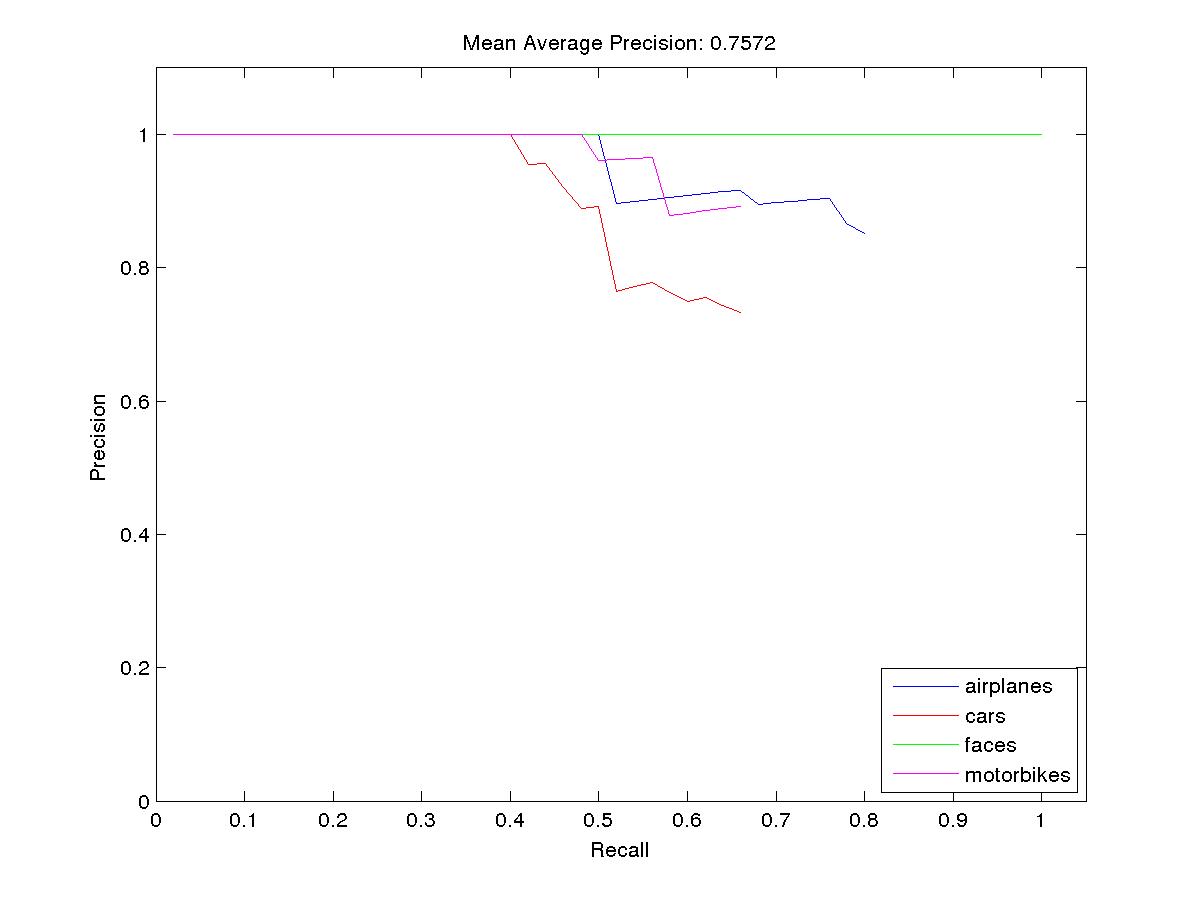 Mean Average Precision: 0.7572
1
0.8
0.6
0.4
0.2
0
Precision
airplanes
cars
faces
motorbikes
0 0.1 0.2 0.3 0.4 0.5 0.6 0.7 0.8 0.9 1
Recall